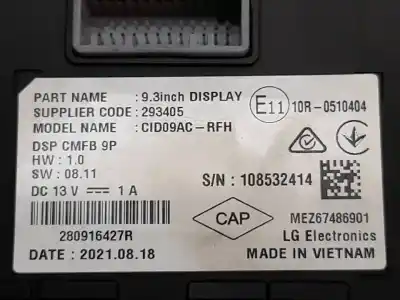 PART NAME : 9.3inch DISPLAY
SUPPLIER CODE : 293405
MODEL NAME : CID09AC-RFH
E11 10R-0510404
DSP CMFB 9P
HW : 1.0
SW : 08.11
DC 13 V ⎓ 1 A
S/N : 108532414
280916427R
CAP
MEZ67486901
LG Electronics
DATE : 2021.08.18
MADE IN VIETNAM